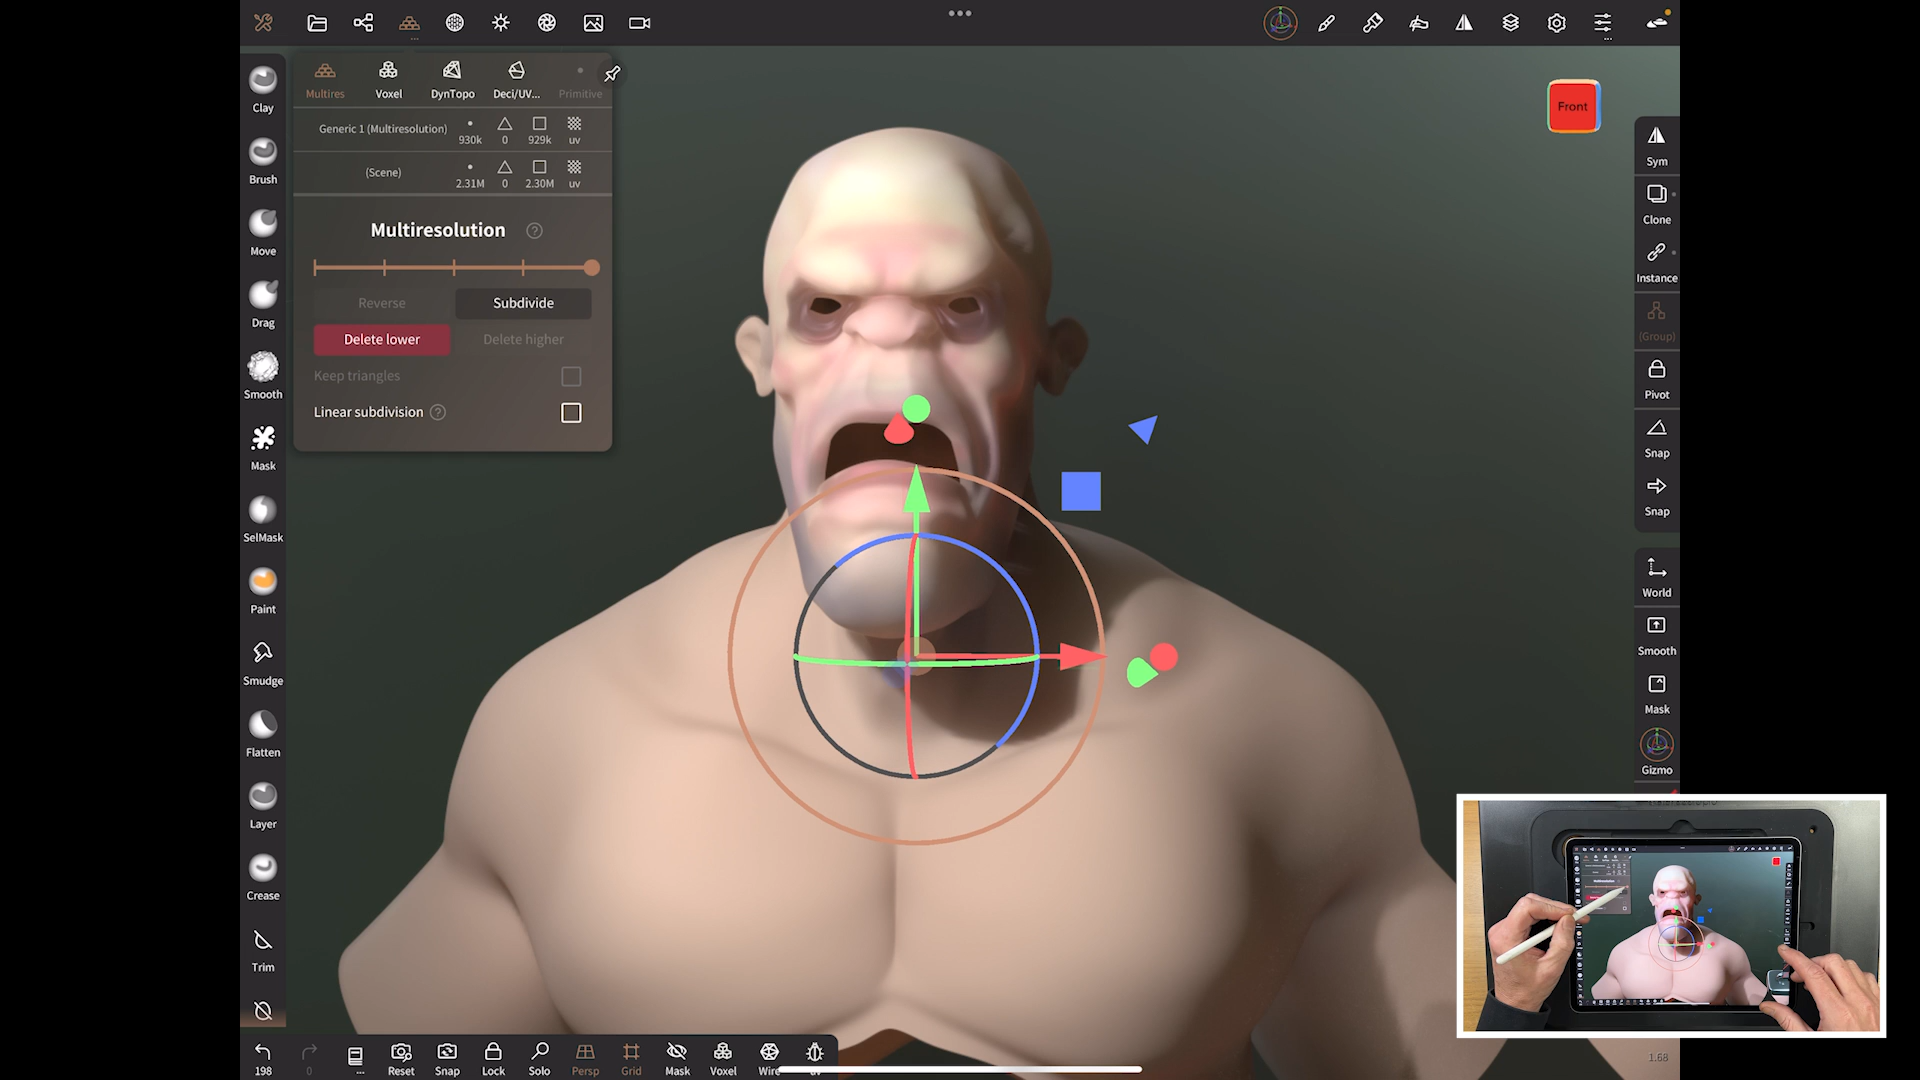 Multires
Voxel
DynTopo
Deci/UV...
Primitive
Generic 1 (Multiresolution)
930k
0
929k
uv
(Scene)
2.31M
0
2.30M
uv
Multiresolution ?
Reverse
Subdivide
Delete lower
Delete higher
Keep triangles
Linear subdivision ?
Clay
Brush
Move
Drag
Smooth
Mask
SelMask
Paint
Smudge
Flatten
Layer
Crease
Trim
Front
Sym
Clone
Instance
(Group)
Pivot
Snap
Snap
World
Smooth
Mask
Gizmo
198
0
...
Reset
Snap
Lock
Solo
Persp
Grid
Mask
Voxel
Wire
1.68